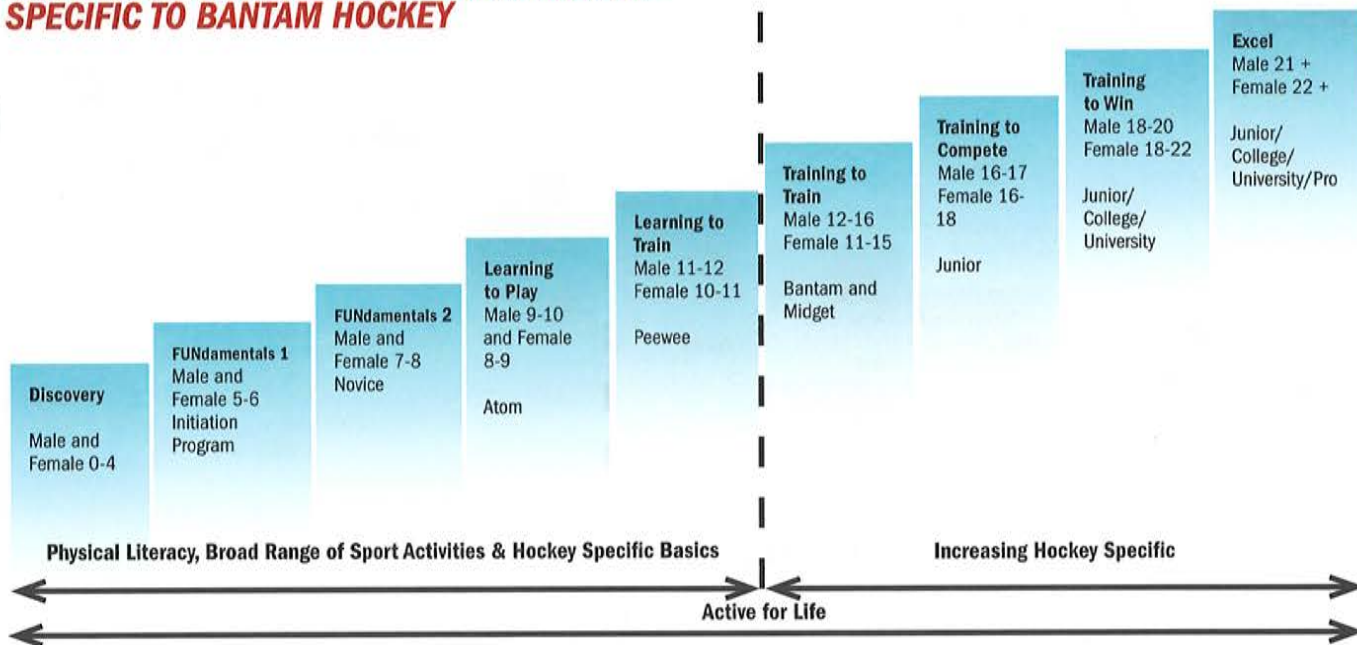 SPECIFIC TO BANTAM HOCKEY
Discovery
Male and
Female 0-4
FUNdamentals 1
Male and
Female 5-6
Initiation
Program
FUNdamentals 2
Male and
Female 7-8
Novice
Learning
to Play
Male 9-10
and Female
8-9
Atom
Learning to
Train
Male 11-12
Female 10-11
Peewee
Training to
Train
Male 12-16
Female 11-15
Bantam and
Midget
Training to
Compete
Male 16-17
Female 16-
18
Junior
Training
to Win
Male 18-20
Female 18-22
Junior/
College/
University
Excel
Male 21 +
Female 22 +
Junior/
College/
University/Pro
Physical Literacy, Broad Range of Sport Activities & Hockey Specific Basics
Increasing Hockey Specific
Active for Life